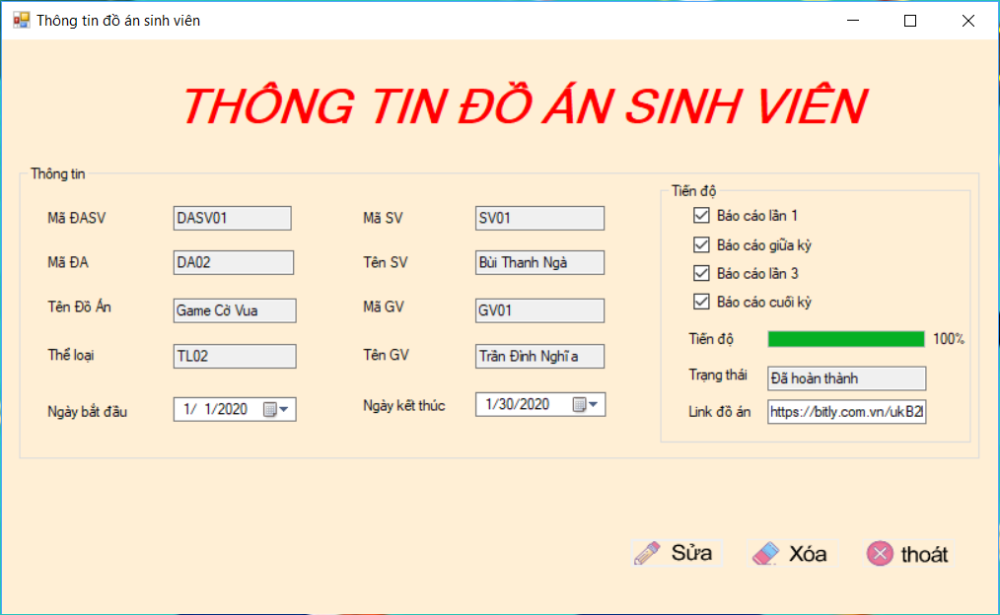 Thông tin đồ án sinh viên
THÔNG TIN ĐỒ ÁN SINH VIÊN
Thông tin
Mã ĐASV DASV01
Mã SV SV01
Mã ĐA DA02
Tên SV Bùi Thanh Ngà
Tên Đồ Án Game Cờ Vua
Mã GV GV01
Thể loại TL02
Tên GV Trần Đình Nghĩa
Ngày bắt đầu 1/ 1/2020
Ngày kết thúc 1/30/2020
Tiến độ
Báo cáo lần 1
Báo cáo giữa kỳ
Báo cáo lần 3
Báo cáo cuối kỳ
Tiến độ 100%
Trạng thái Đã hoàn thành
Link đồ án https://bitly.com.vn/ukB2
Sửa
Xóa
thoát